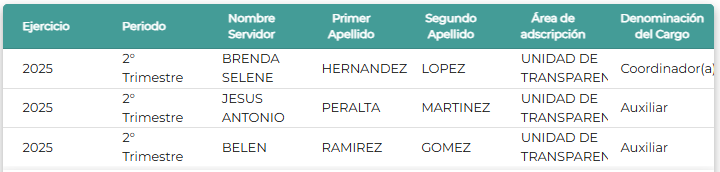 Ejercicio Periodo Nombre Servidor Primer Apellido Segundo Apellido Área de adscripción Denominación del Cargo
2025 2° Trimestre BRENDA SELENE HERNANDEZ LOPEZ UNIDAD DE TRANSPAREN Coordinador(a)
2025 2° Trimestre JESUS ANTONIO PERALTA MARTINEZ UNIDAD DE TRANSPAREN Auxiliar
2025 2° Trimestre BELEN RAMIREZ GOMEZ UNIDAD DE TRANSPAREN Auxiliar